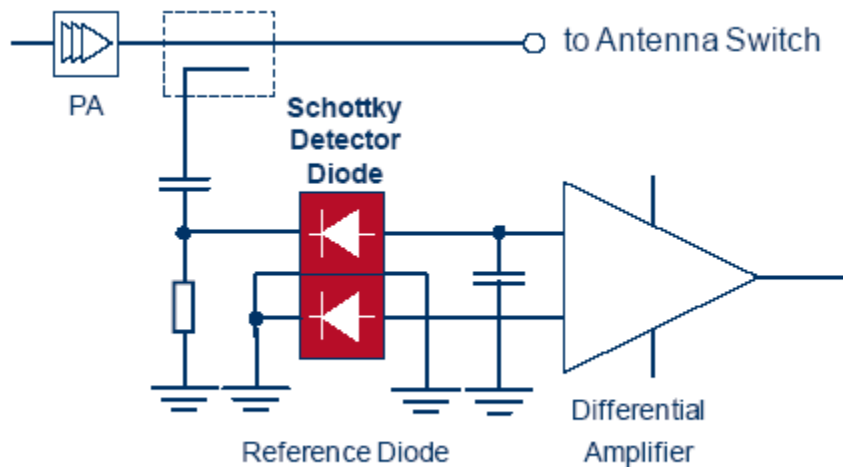 to Antenna Switch
PA
Schottky
Detector
Diode
Differential
Amplifier
Reference Diode